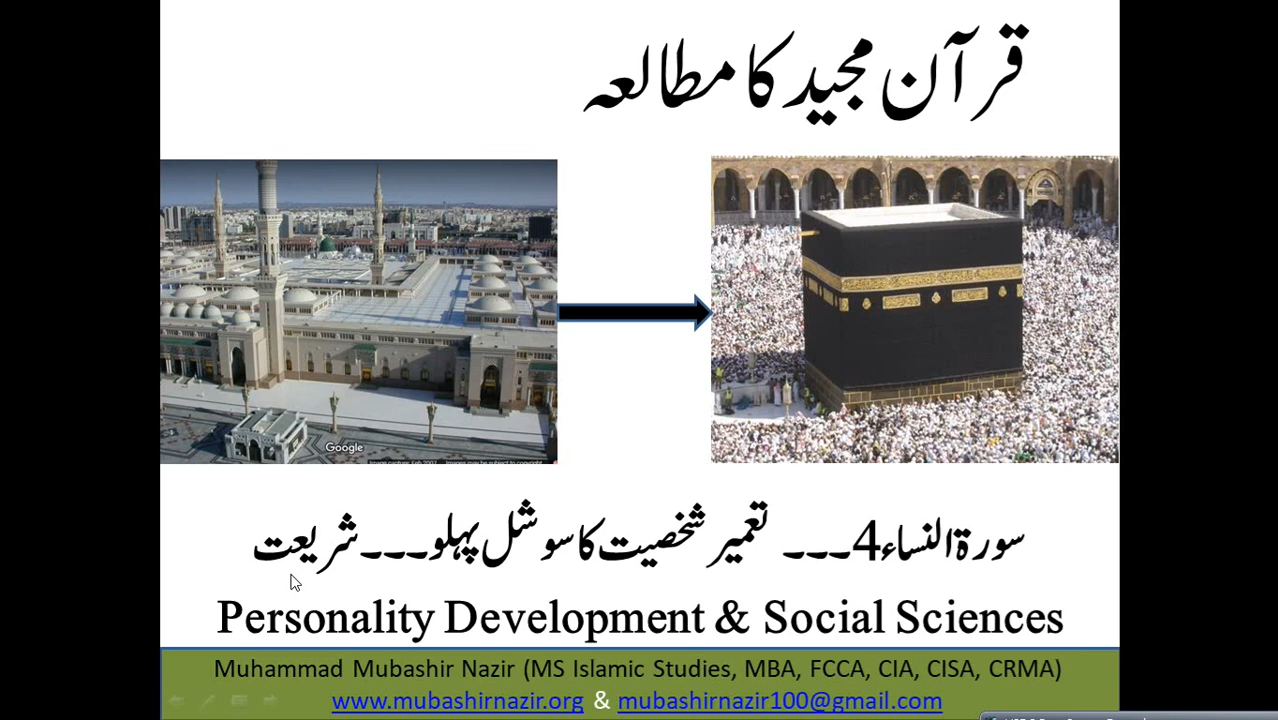 قرآن مجید کا مطالعہ
Google
سورۃ النساء 4۔۔۔ تعمیر شخصیت کا سوشل پہلو۔۔۔شریعت
Personality Development & Social Sciences
Muhammad Mubashir Nazir (MS Islamic Studies, MBA, FCCA, CIA, CISA, CRMA)
www.mubashirnazir.org & mubashirnazir100@gmail.com